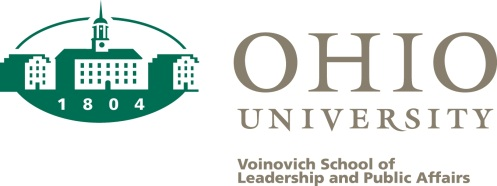 1804
OHIO
UNIVERSITY
Voinovich School of
Leadership and Public Affairs